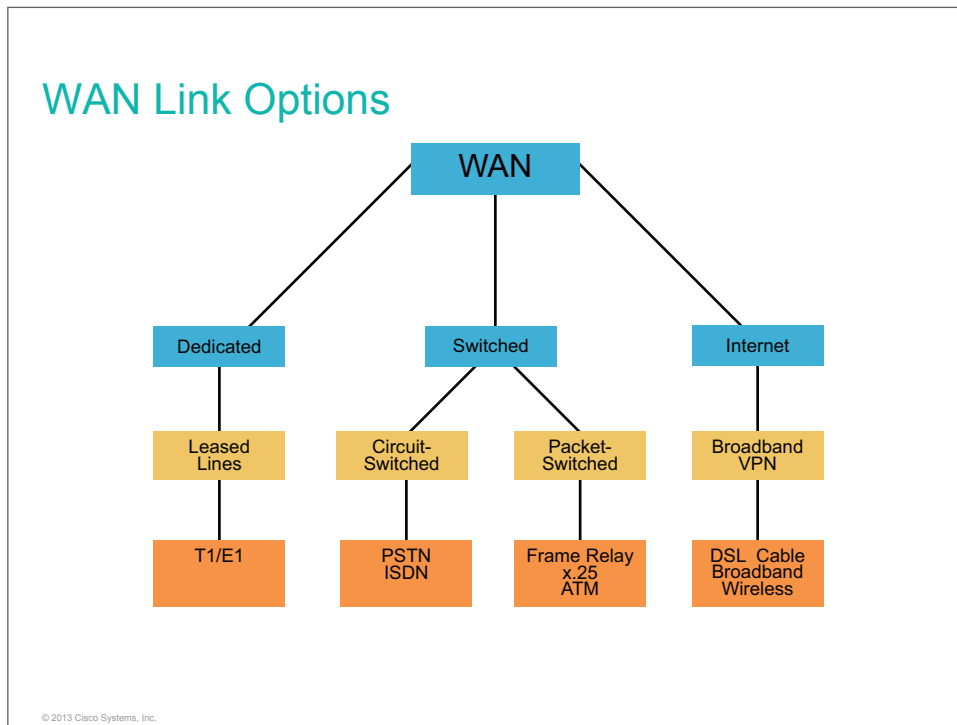 WAN Link Options
WAN
Dedicated
Switched
Internet
Leased
Lines
Circuit-
Switched
Packet-
Switched
Broadband
VPN
T1/E1
PSTN
ISDN
Frame Relay
x.25
ATM
DSL Cable
Broadband
Wireless
© 2013 Cisco Systems, Inc.